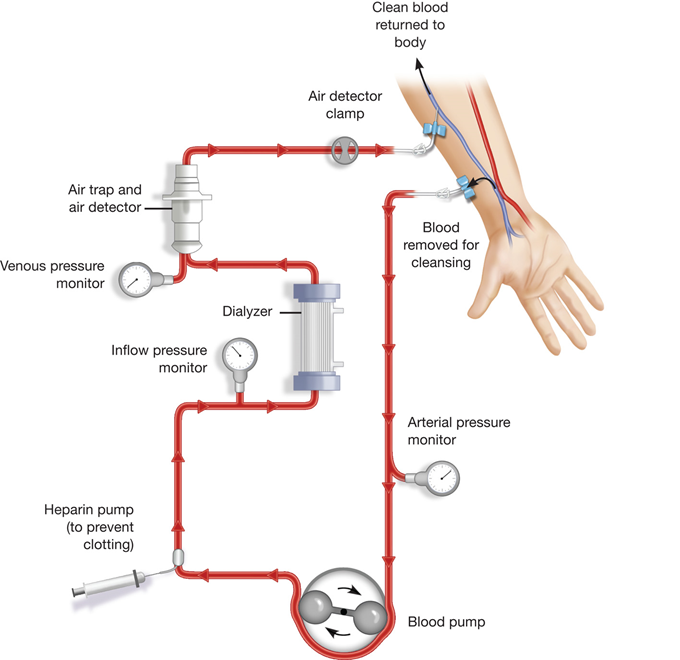 Clean blood
returned to
body
Air detector
clamp
Air trap and
air detector
Blood
removed for
cleansing
Venous pressure
monitor
Dialyzer
Inflow pressure
monitor
Arterial pressure
monitor
Heparin pump
(to prevent
clotting)
Blood pump